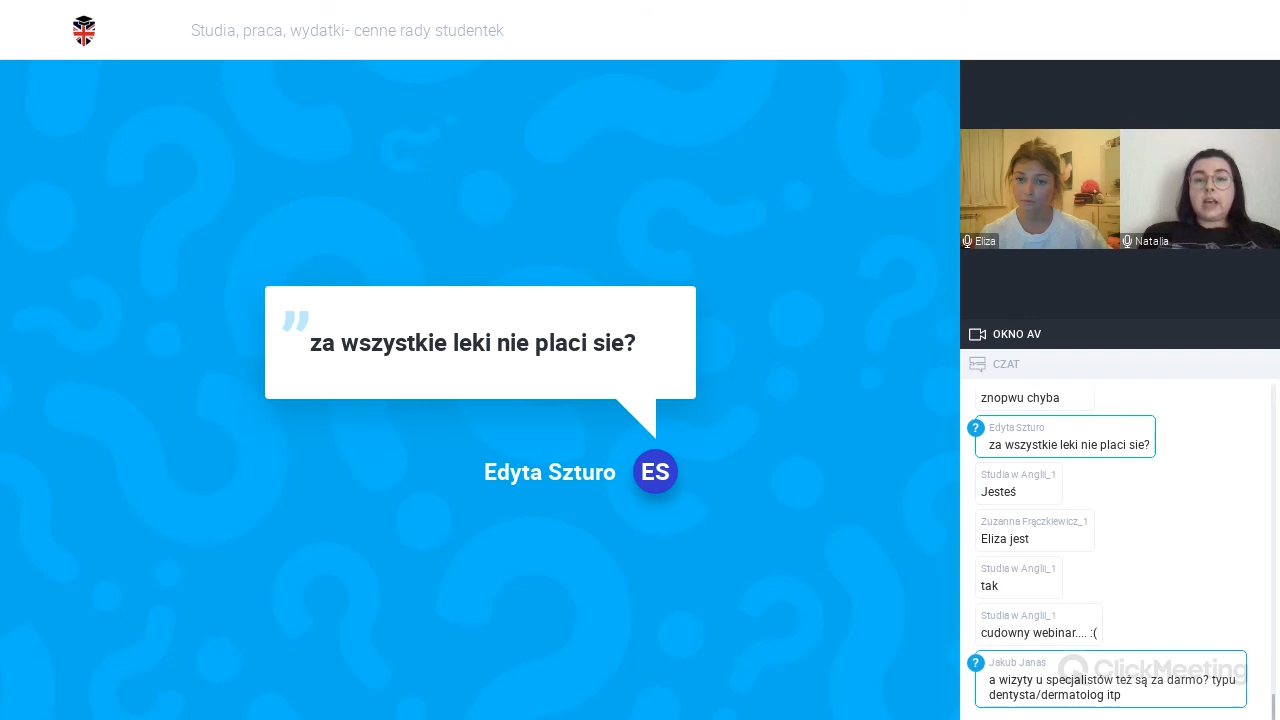 Studia, praca, wydatki- cenne rady studentek
za wszystkie leki nie placi sie?
Edyta Szturo
ES
Eliza
Natalia
OKNO AV
CZAT
znopwu chyba
?
Edyta Szturo
za wszystkie leki nie placi sie?
Studia w Anglii_1
Jesteś
Zuzanna Frączkiewicz_1
Eliza jest
Studia w Anglii_1
tak
Studia w Anglii_1
cudowny webinar.... :(
?
Jakub Janas
ClickMeeting
a wizyty u specjalistów też są za darmo? typu
dentysta/dermatolog itp